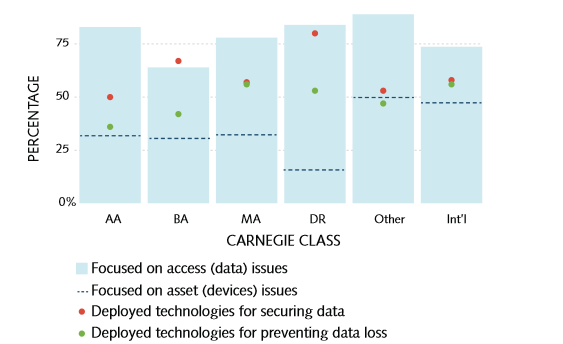 75
50
25
0%
PERCENTAGE
AA BA MA DR Other Int'l
CARNEGIE CLASS
Focused on access (data) issues
Focused on asset (devices) issues
Deployed technologies for securing data
Deployed technologies for preventing data loss